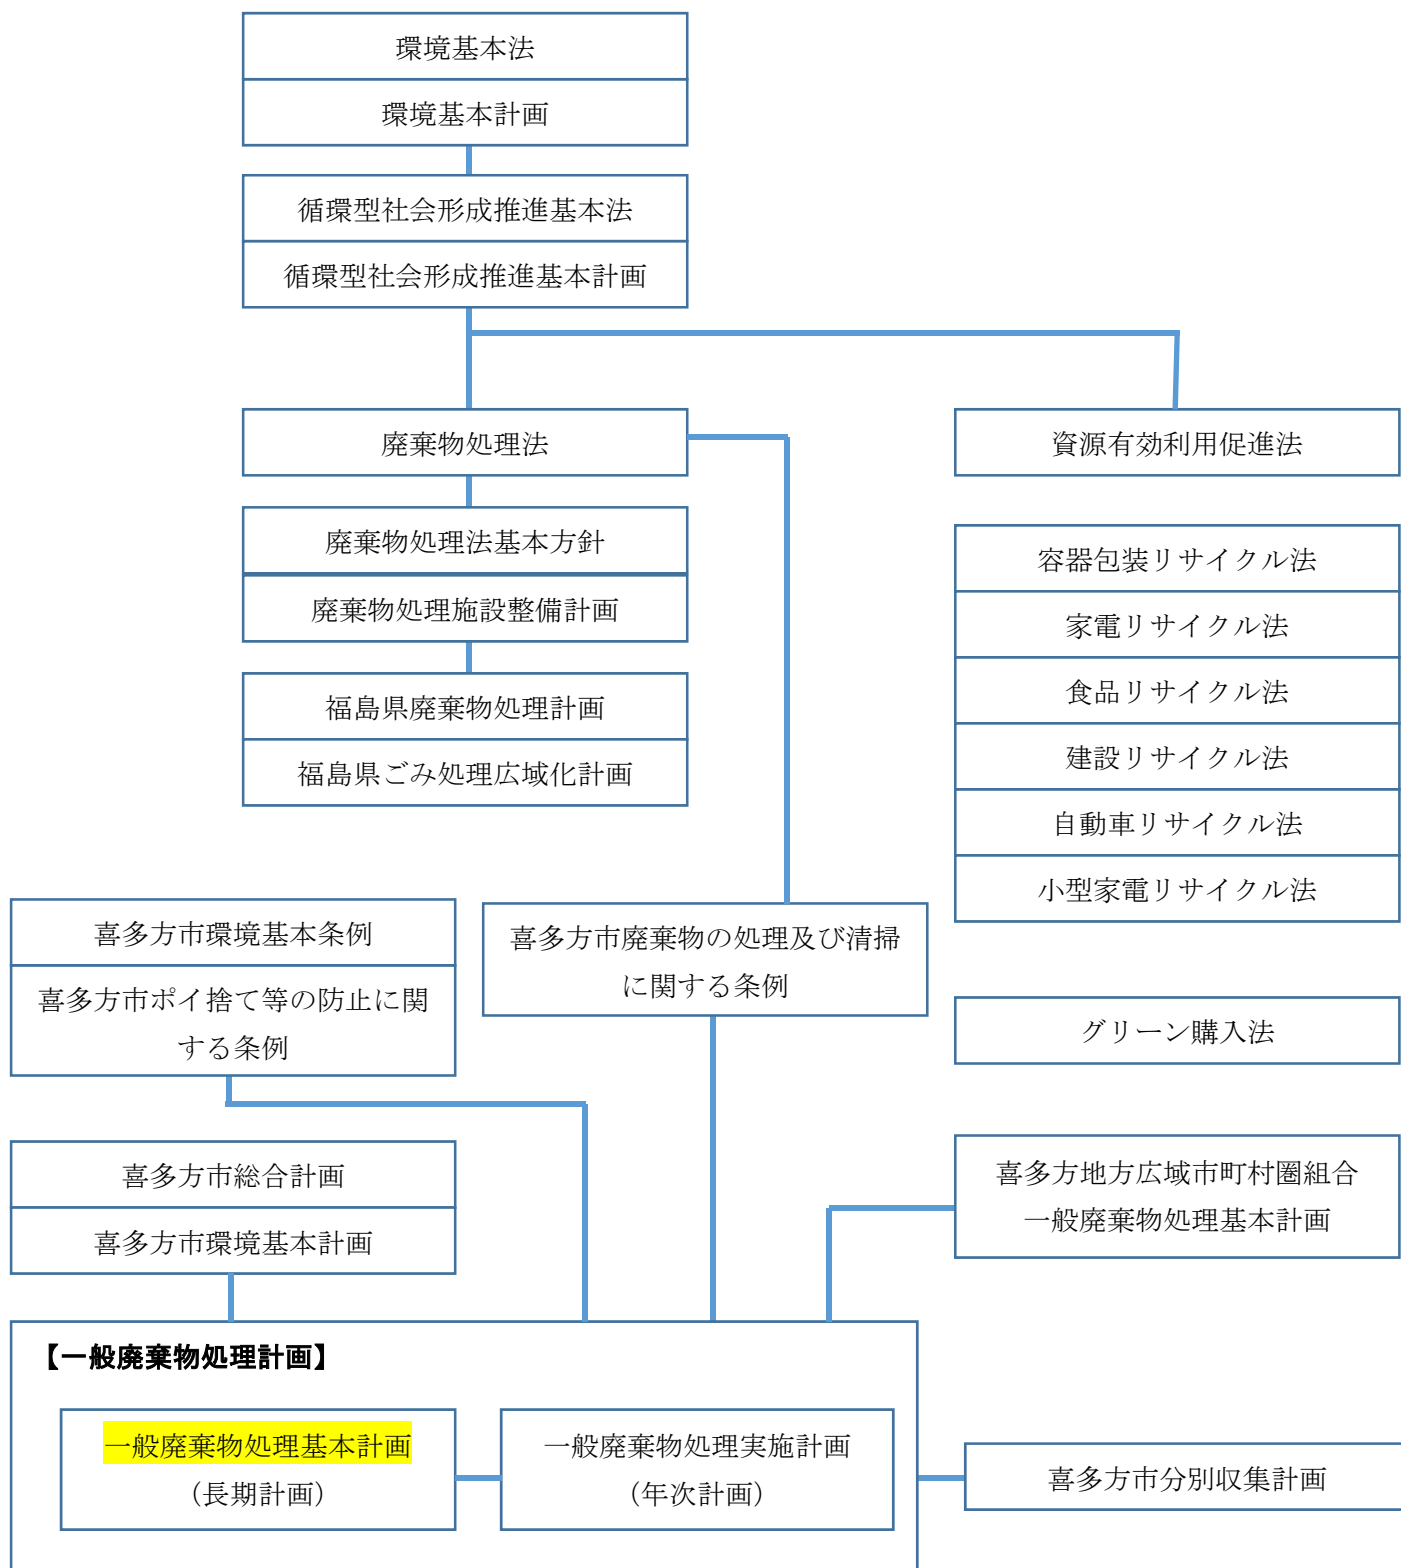 環境基本法
環境基本計画
循環型社会形成推進基本法
循環型社会形成推進基本計画
廃棄物処理法
資源有効利用促進法
廃棄物処理法基本方針
廃棄物処理施設整備計画
福島県廃棄物処理計画
福島県ごみ処理広域化計画
容器包装リサイクル法
家電リサイクル法
食品リサイクル法
建設リサイクル法
自動車リサイクル法
小型家電リサイクル法
喜多方市環境基本条例
喜多方市ポイ捨て等の防止に関
する条例
喜多方市廃棄物の処理及び清掃
に関する条例
グリーン購入法
喜多方市総合計画
喜多方市環境基本計画
喜多方地方広域市町村圏組合
一般廃棄物処理基本計画
【一般廃棄物処理計画】
一般廃棄物処理基本計画
（長期計画）
一般廃棄物処理実施計画
（年次計画）
喜多方市分別収集計画